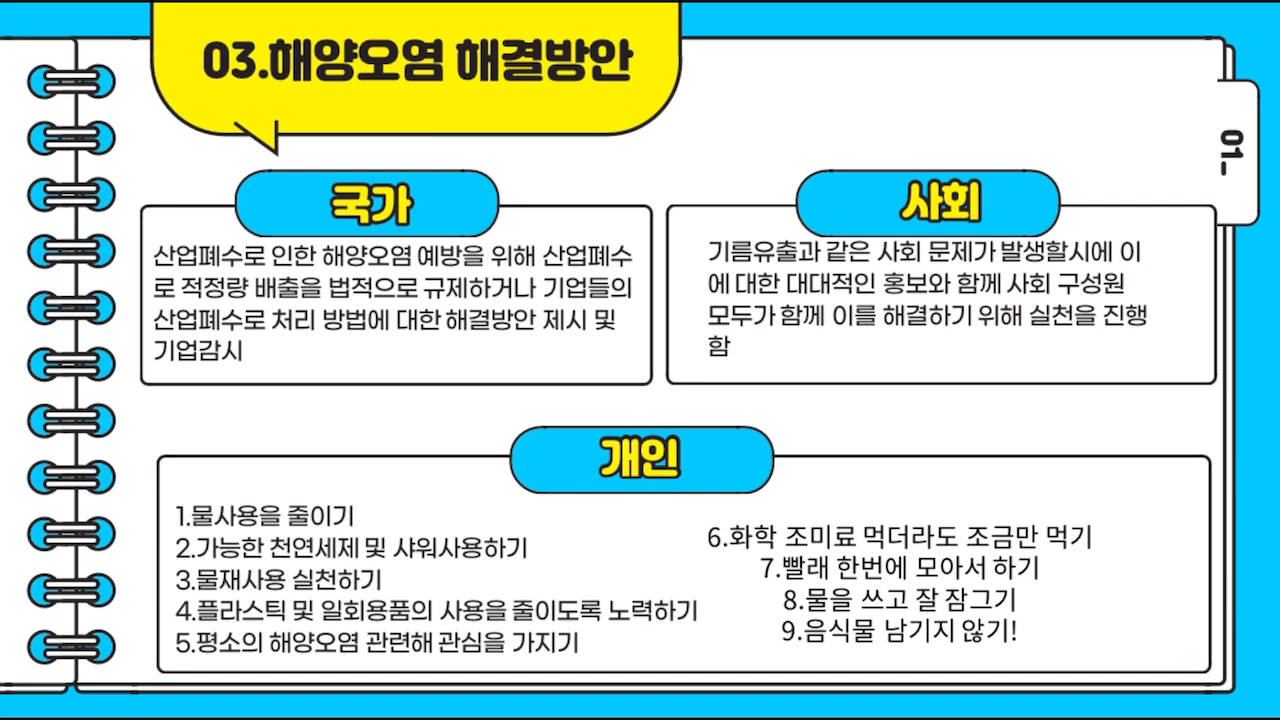 03.해양오염 해결방안
01_
국가
산업폐수로 인한 해양오염 예방을 위해 산업폐수
로 적정량 배출을 법적으로 규제하거나 기업들의
산업폐수로 처리 방법에 대한 해결방안 제시 및
기업감시
사회
기름유출과 같은 사회 문제가 발생할시에 이
에 대한 대대적인 홍보와 함께 사회 구성원
모두가 함께 이를 해결하기 위해 실천을 진행
함
개인
1.물사용을 줄이기
2.가능한 천연세제 및 샤워사용하기
3.물재사용 실천하기
4.플라스틱 및 일회용품의 사용을 줄이도록 노력하기
5.평소의 해양오염 관련해 관심을 가지기
6.화학 조미료 먹더라도 조금만 먹기
7.빨래 한번에 모아서 하기
8.물을 쓰고 잘 잠그기
9.음식물 남기지 않기!